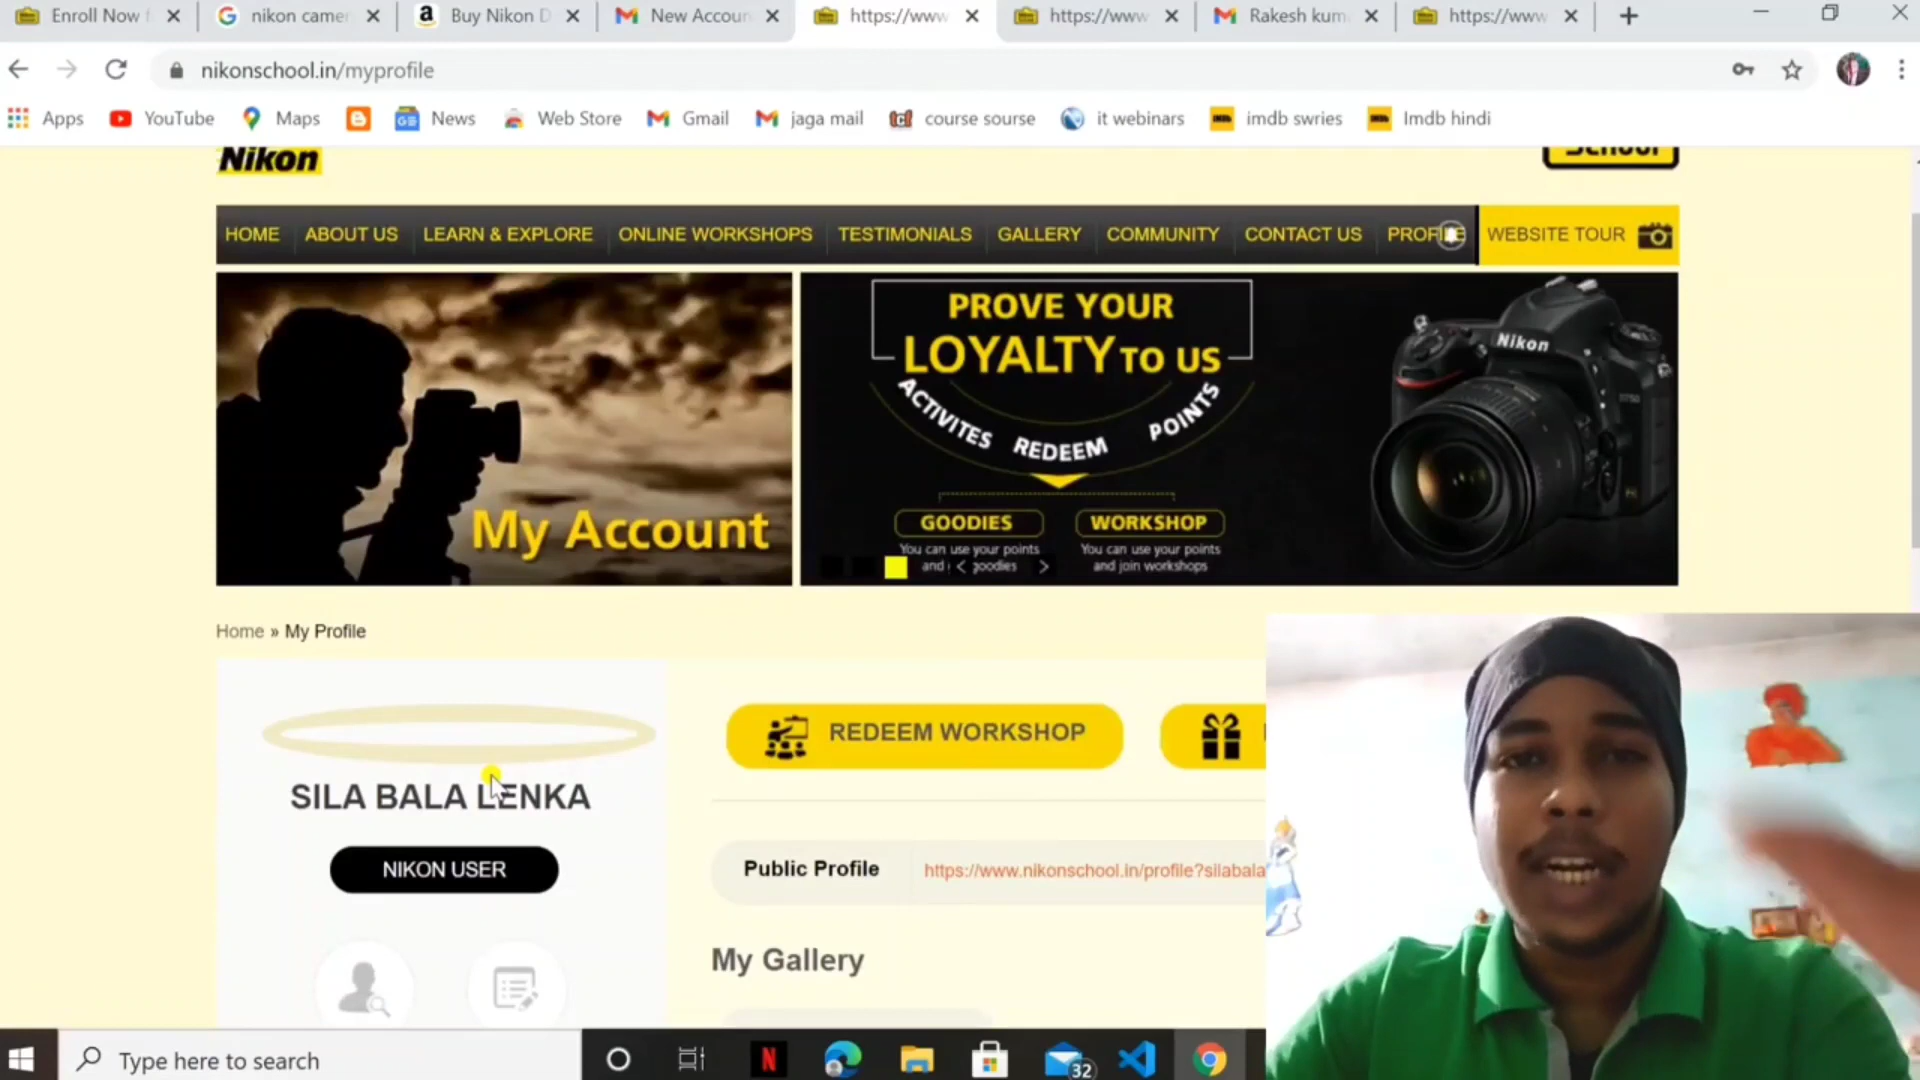 Enroll Now f
nikon camer
Buy Nikon D
New Accoun
https://www
https://www
Rakesh kum
https://www
nikonschool.in/myprofile
Apps
YouTube
Maps
News
Web Store
Gmail
jaga mail
course sourse
it webinars
imdb swries
Imdb hindi
Nikon
School
HOME
ABOUT US
LEARN & EXPLORE
ONLINE WORKSHOPS
TESTIMONIALS
GALLERY
COMMUNITY
CONTACT US
PROFILE
WEBSITE TOUR
My Account
PROVE YOUR
LOYALTY TO US
ACTIVITES REDEEM POINTS
GOODIES
You can use your points
and goodies
WORKSHOP
You can use your points
and join workshops
Nikon
D750
Home » My Profile
SILA BALA LENKA
NIKON USER
REDEEM WORKSHOP
Public Profile
https://www.nikonschool.in/profile?silabala
My Gallery
Type here to search
32